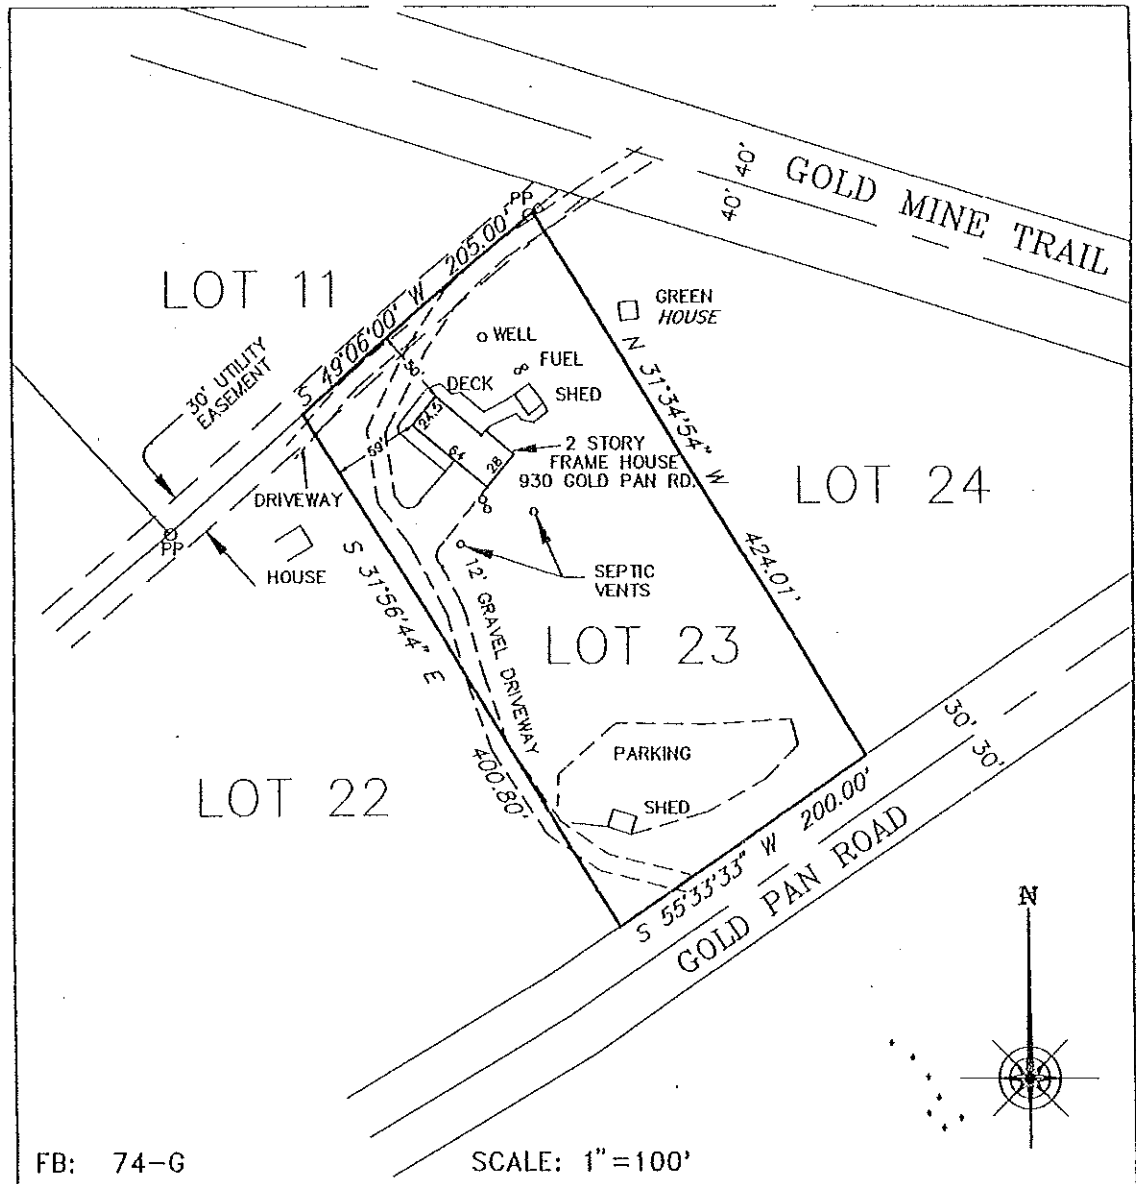 40' 40'
GOLD MINE TRAIL
PP
S 49°06'00" W 205.00'
LOT 11
GREEN
HOUSE
WELL
30' UTILITY
EASEMENT
FUEL
DECK
SHED
N 31°34'54" W
424.01'
24.5
59'
64
28
2 STORY
FRAME HOUSE
930 GOLD PAN RD.
LOT 24
DRIVEWAY
PP
HOUSE
S 31°56'44" E
400.80'
SEPTIC
VENTS
12' GRAVEL DRIVEWAY
LOT 23
30' 30'
PARKING
LOT 22
SHED
S 55°33'33" W 200.00'
GOLD PAN ROAD
N
FB: 74-G
SCALE: 1"=100'